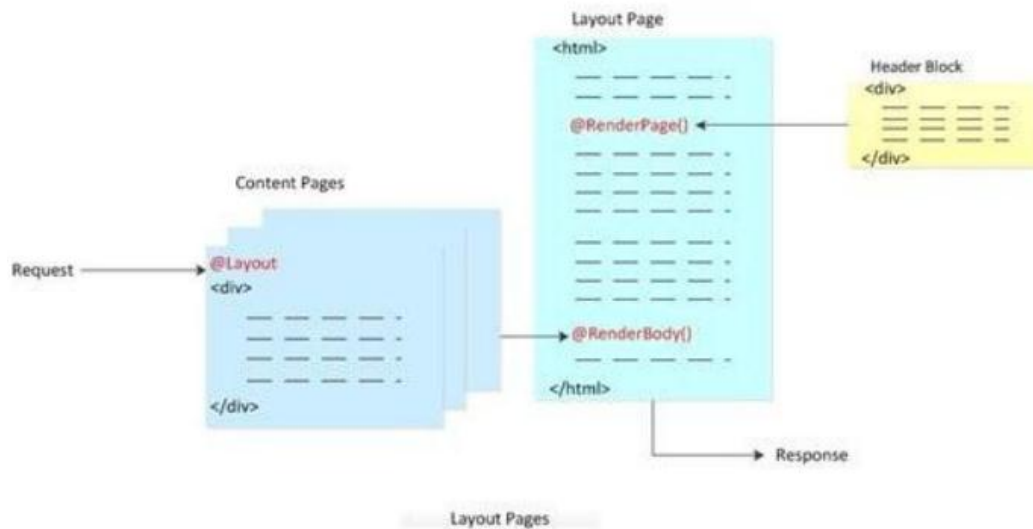 Layout Page
<html>
@RenderPage()
@RenderBody()
</html>
Header Block
<div>
</div>
Content Pages
Request
@Layout
<div>
</div>
Response
Layout Pages